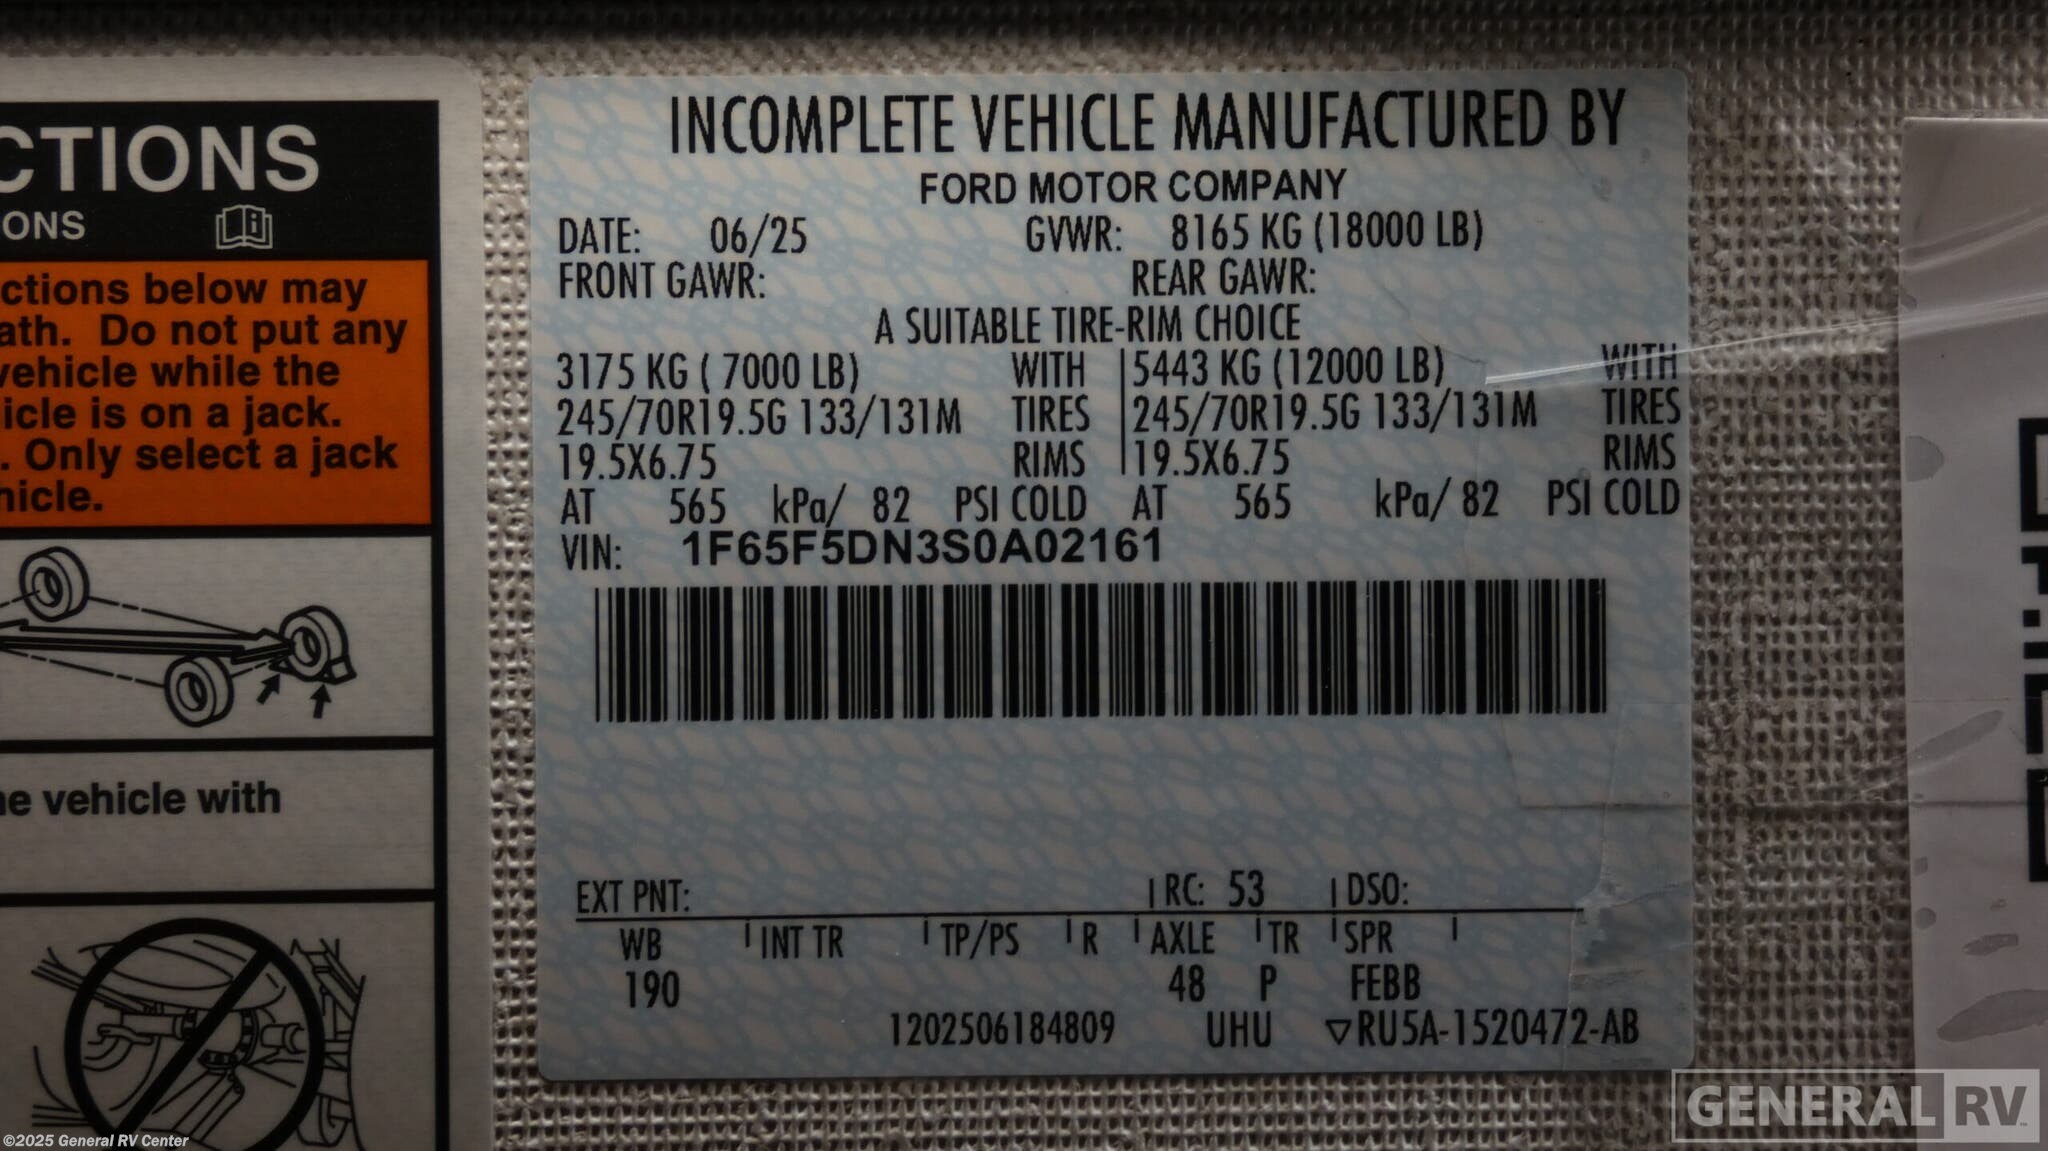 CTIONS
ONS
ctions below may
ath. Do not put any
vehicle while the
icle is on a jack.
. Only select a jack
hicle.
ne vehicle with
INCOMPLETE VEHICLE MANUFACTURED BY
FORD MOTOR COMPANY
DATE: 06/25 GVWR: 8165 KG (18000 LB)
FRONT GAWR: REAR GAWR:
A SUITABLE TIRE-RIM CHOICE
3175 KG ( 7000 LB) WITH 5443 KG (12000 LB) WITH
245/70R19.5G 133/131M TIRES 245/70R19.5G 133/131M TIRES
19.5X6.75 RIMS 19.5X6.75 RIMS
AT 565 kPa/ 82 PSI COLD AT 565 kPa/ 82 PSI COLD
VIN: 1F65F5DN3S0A02161
EXT PNT: RC: 53 DSO:
WB INT TR TP/PS R AXLE TR SPR
190 48 P FEBB
1202506184809 UHU ▽RU5A-1520472-AB
GENERAL RV
©2025 General RV Center